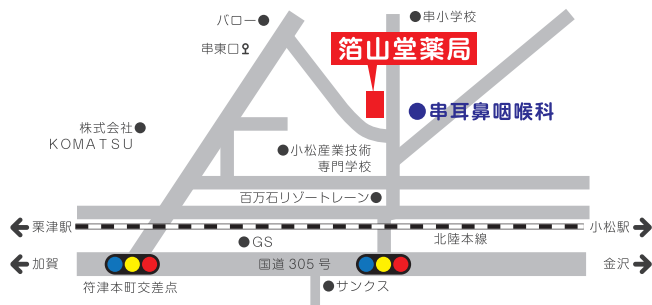 バロー
串小学校
串東口
箔山堂薬局
串耳鼻咽喉科
株式会社
KOMATSU
小松産業技術
専門学校
百万石リゾートレーン
粟津駅
小松駅
GS
北陸本線
加賀
国道 305 号
金沢
符津本町交差点
サンクス